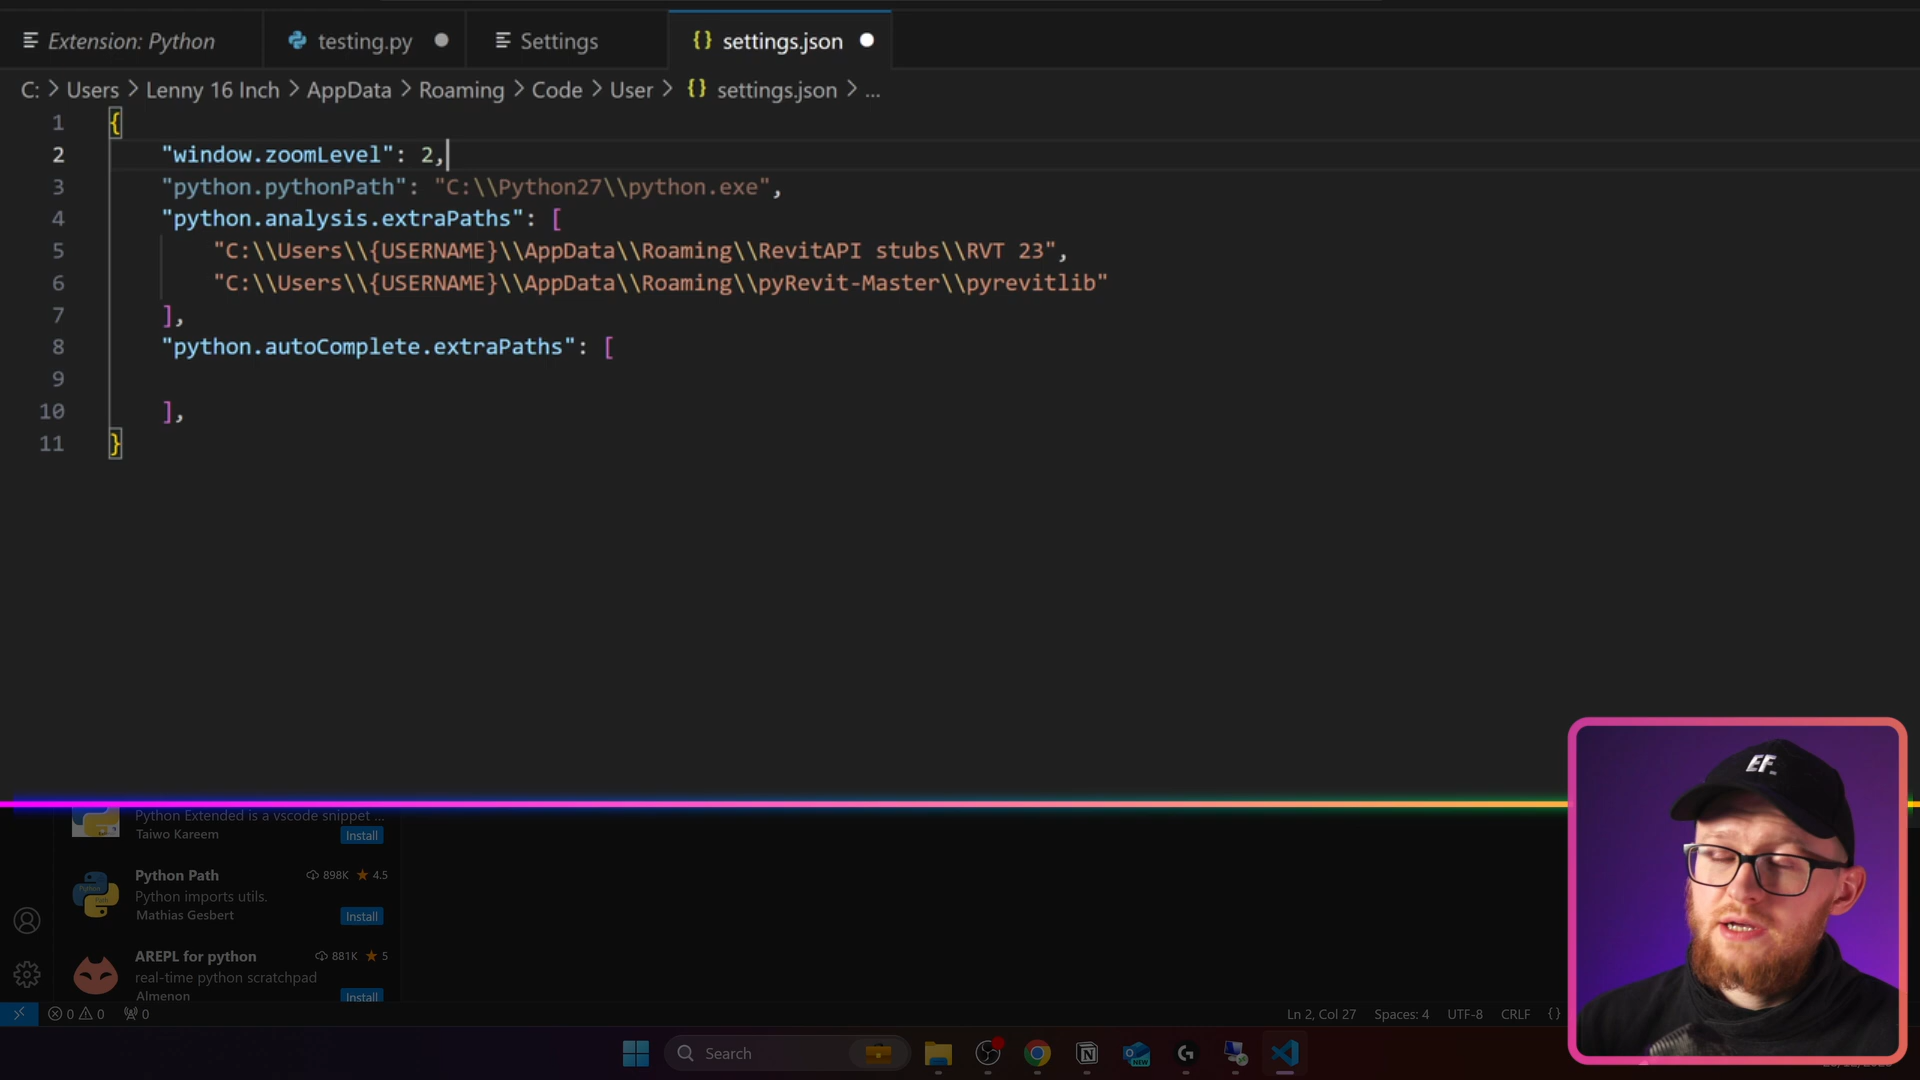 Extension: Python
testing.py
Settings
{} settings.json
C: > Users > Lenny 16 Inch > AppData > Roaming > Code > User > {} settings.json > ...
1 {
2 "window.zoomLevel": 2,
3 "python.pythonPath": "C:\\Python27\\python.exe",
4 "python.analysis.extraPaths": [
5 "C:\\Users\\{USERNAME}\\AppData\\Roaming\\RevitAPI stubs\\RVT 23",
6 "C:\\Users\\{USERNAME}\\AppData\\Roaming\\pyRevit-Master\\pyrevitlib"
7 ],
8 "python.autoComplete.extraPaths": [
9
10 ],
11 }
EF.
Python Extended is a vscode snippet ...
Taiwo Kareem
Install
Python Path 898K 4.5
Python imports utils.
Mathias Gesbert
Install
AREPL for python 881K 5
real-time python scratchpad
Almenon
Install
0 0 0
Ln 2, Col 27 Spaces: 4 UTF-8 CRLF {}
Search
NEW